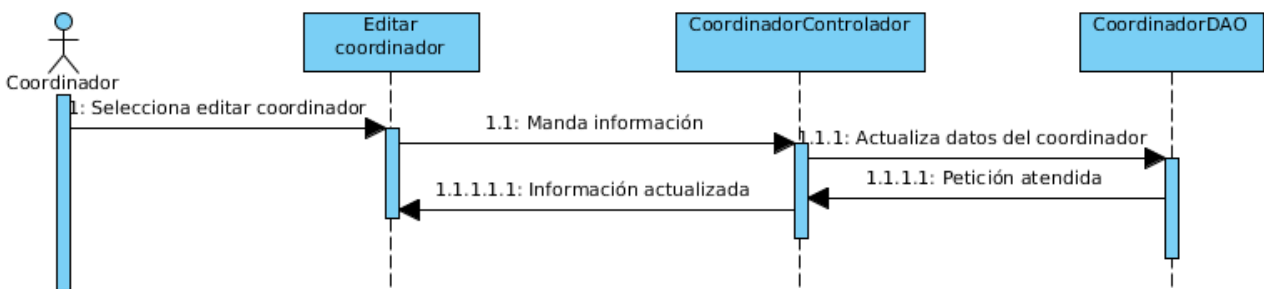 Editar
coordinador
CoordinadorControlador
CoordinadorDAO
Coordinador
1: Selecciona editar coordinador
1.1: Manda información
1.1.1: Actualiza datos del coordinador
1.1.1.1: Petición atendida
1.1.1.1.1: Información actualizada